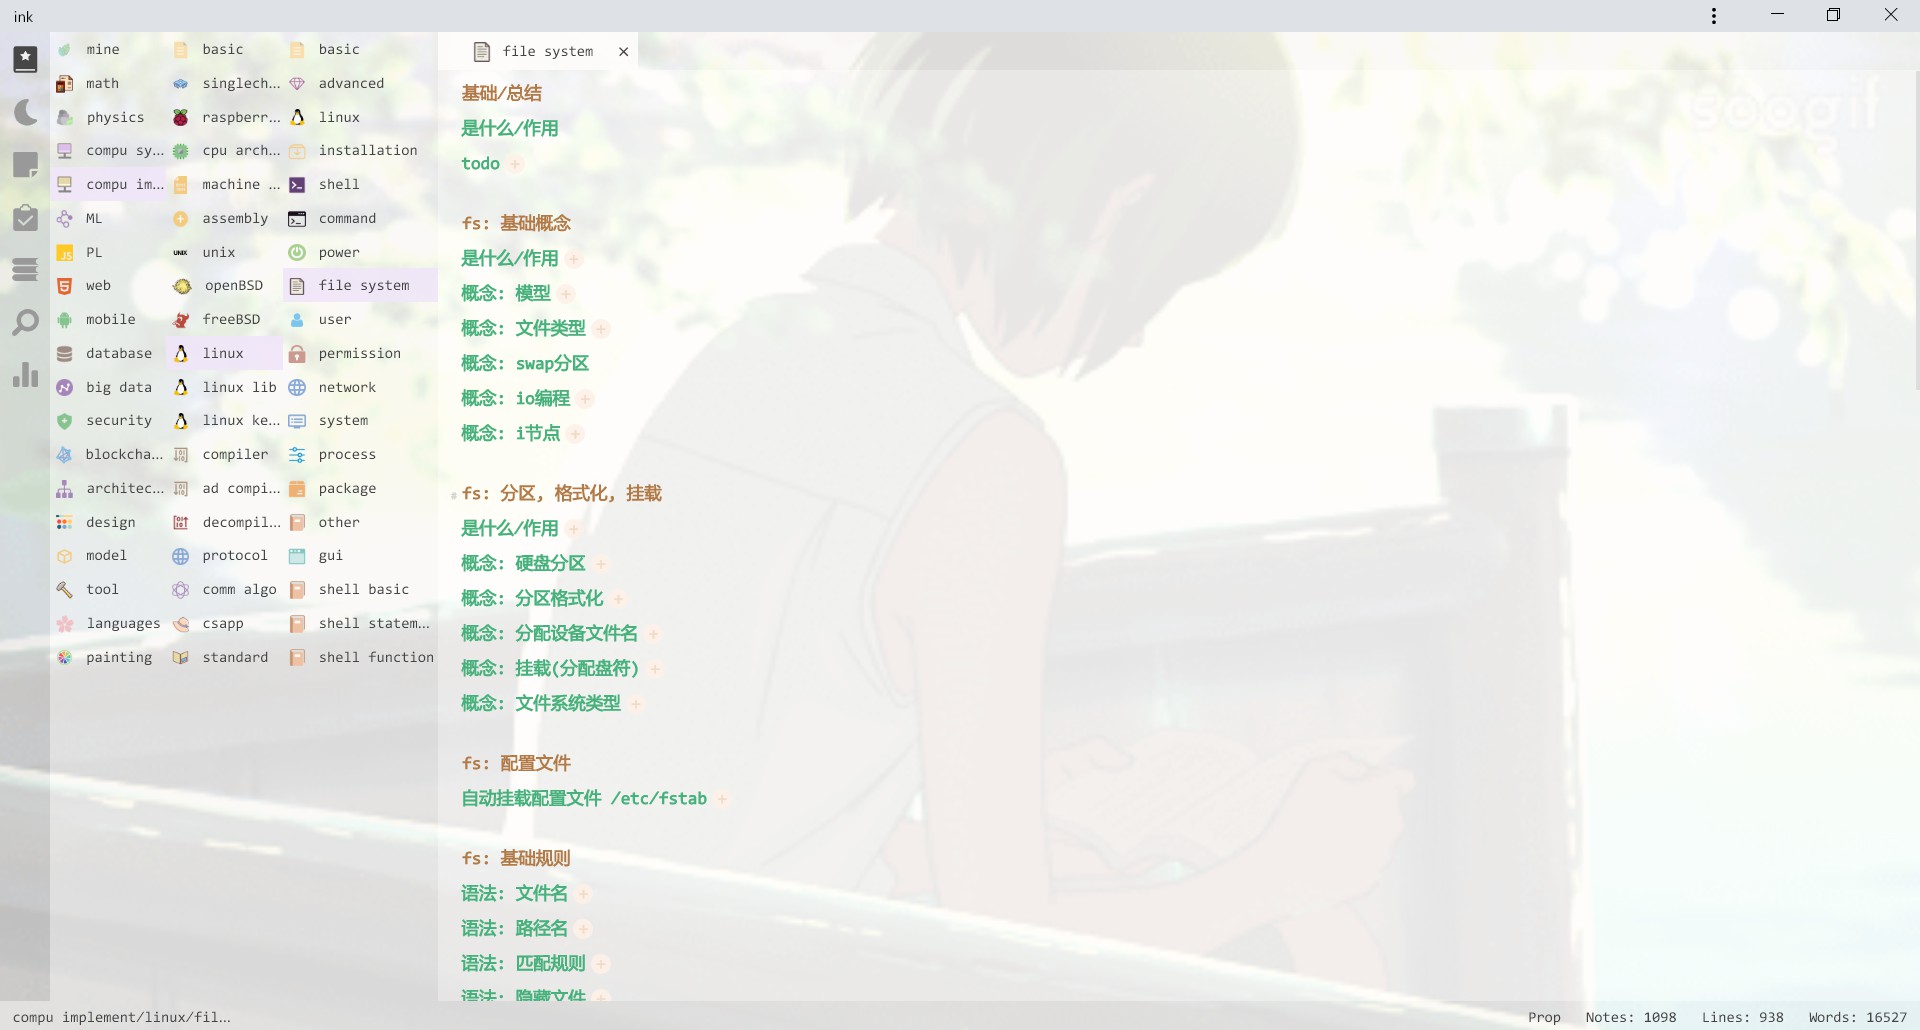 ink
mine
math
physics
compu sy...
compu im...
ML
PL
web
mobile
database
big data
security
blockcha...
architec...
design
model
tool
languages
painting
basic
singlech...
raspberr...
cpu arch...
machine ...
assembly
unix
openBSD
freeBSD
linux
linux lib
linux ke...
compiler
ad compi...
decompil...
protocol
comm algo
csapp
standard
basic
advanced
linux
installation
shell
command
power
file system
user
permission
network
system
process
package
other
gui
shell basic
shell statem...
shell function
file system
基础/总结
是什么/作用
todo +
fs: 基础概念
是什么/作用 +
概念: 模型 +
概念: 文件类型 +
概念: swap分区
概念: io编程 +
概念: i节点 +
# fs: 分区, 格式化, 挂载
是什么/作用 +
概念: 硬盘分区 +
概念: 分区格式化 +
概念: 分配设备文件名 +
概念: 挂载(分配盘符) +
概念: 文件系统类型 +
fs: 配置文件
自动挂载配置文件 /etc/fstab +
fs: 基础规则
语法: 文件名 +
语法: 路径名 +
语法: 匹配规则 +
语法: 隐藏文件 +
soogif
compu implement/linux/fil...
Prop
Notes: 1098
Lines: 938
Words: 16527